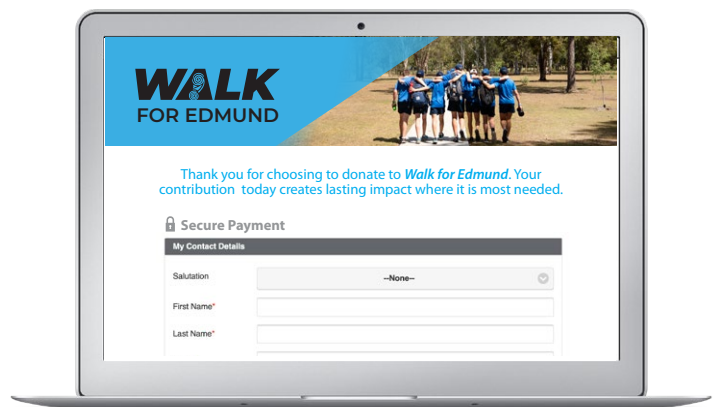 WALK
FOR EDMUND
Thank you for choosing to donate to Walk for Edmund. Your
contribution today creates lasting impact where it is most needed.
Secure Payment
My Contact Details
Salutation
--None--
First Name*
Last Name*